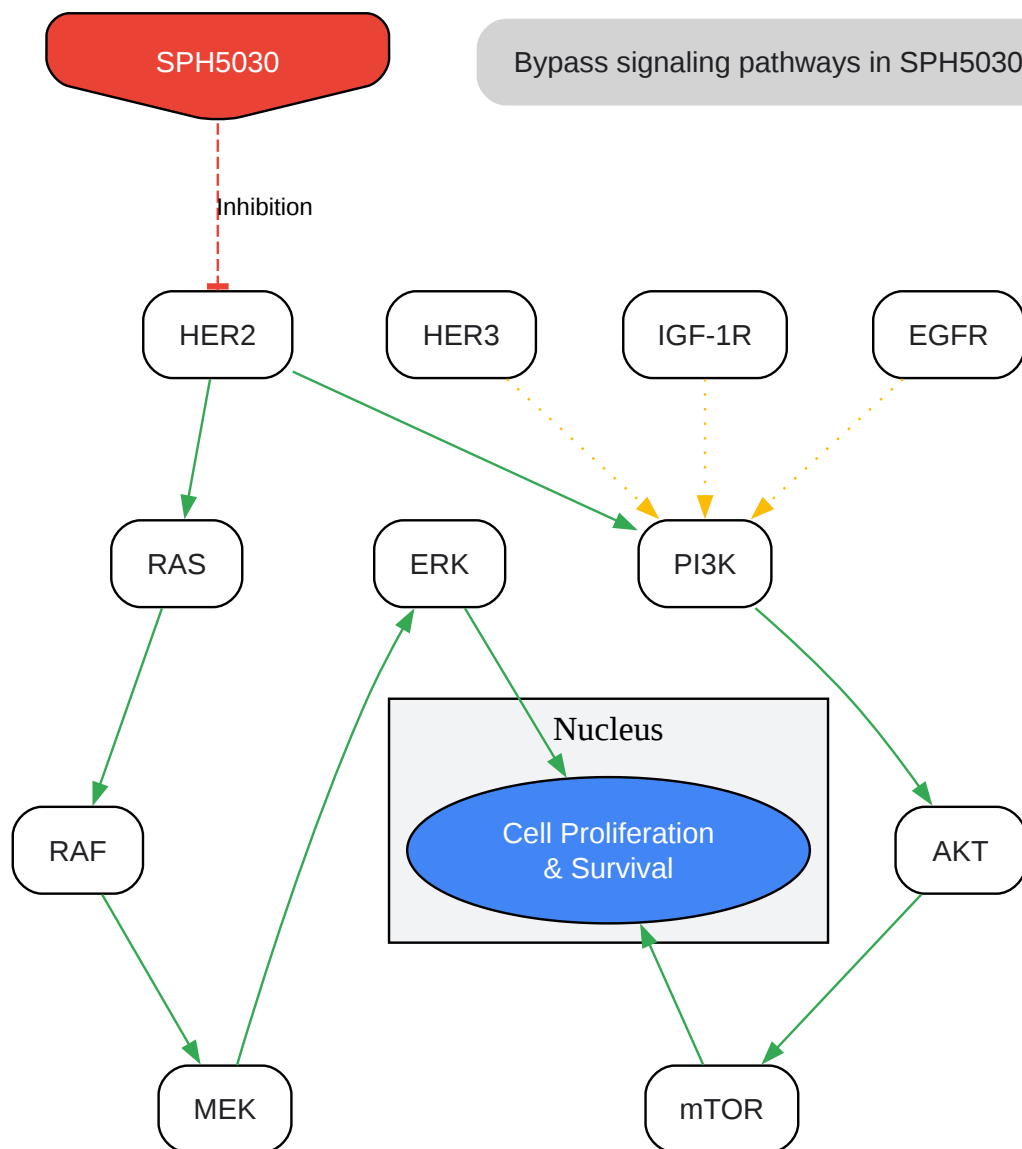 SPH5030
Bypass signaling pathways in SPH5030
Inhibition
HER2
HER3
IGF-1R
EGFR
RAS
ERK
PI3K
Nucleus
Cell Proliferation
& Survival
RAF
AKT
MEK
mTOR